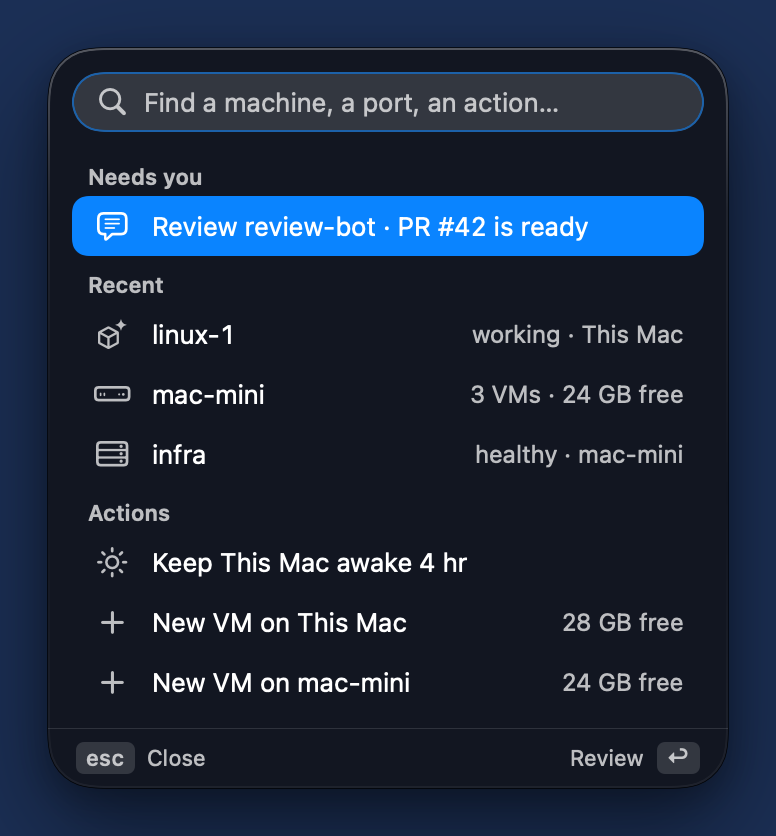 Find a machine, a port, an action...
Needs you
Review review-bot · PR #42 is ready
Recent
linux-1 working · This Mac
mac-mini 3 VMs · 24 GB free
infra healthy · mac-mini
Actions
Keep This Mac awake 4 hr
New VM on This Mac 28 GB free
New VM on mac-mini 24 GB free
esc Close Review